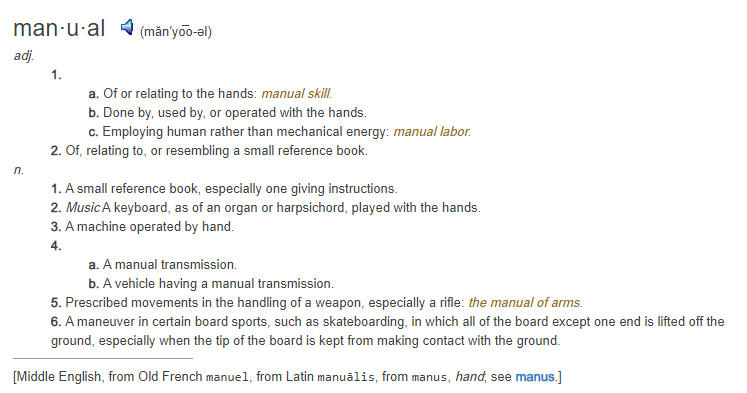 man·u·al (măn′yo͞o-əl)
adj.
1.
a. Of or relating to the hands: manual skill.
b. Done by, used by, or operated with the hands.
c. Employing human rather than mechanical energy: manual labor.
2. Of, relating to, or resembling a small reference book.
n.
1. A small reference book, especially one giving instructions.
2. MusicA keyboard, as of an organ or harpsichord, played with the hands.
3. A machine operated by hand.
4.
a. A manual transmission.
b. A vehicle having a manual transmission.
5. Prescribed movements in the handling of a weapon, especially a rifle: the manual of arms.
6. A maneuver in certain board sports, such as skateboarding, in which all of the board except one end is lifted off the
ground, especially when the tip of the board is kept from making contact with the ground.
[Middle English, from Old French manuel, from Latin manuālis, from manus, hand; see manus.]